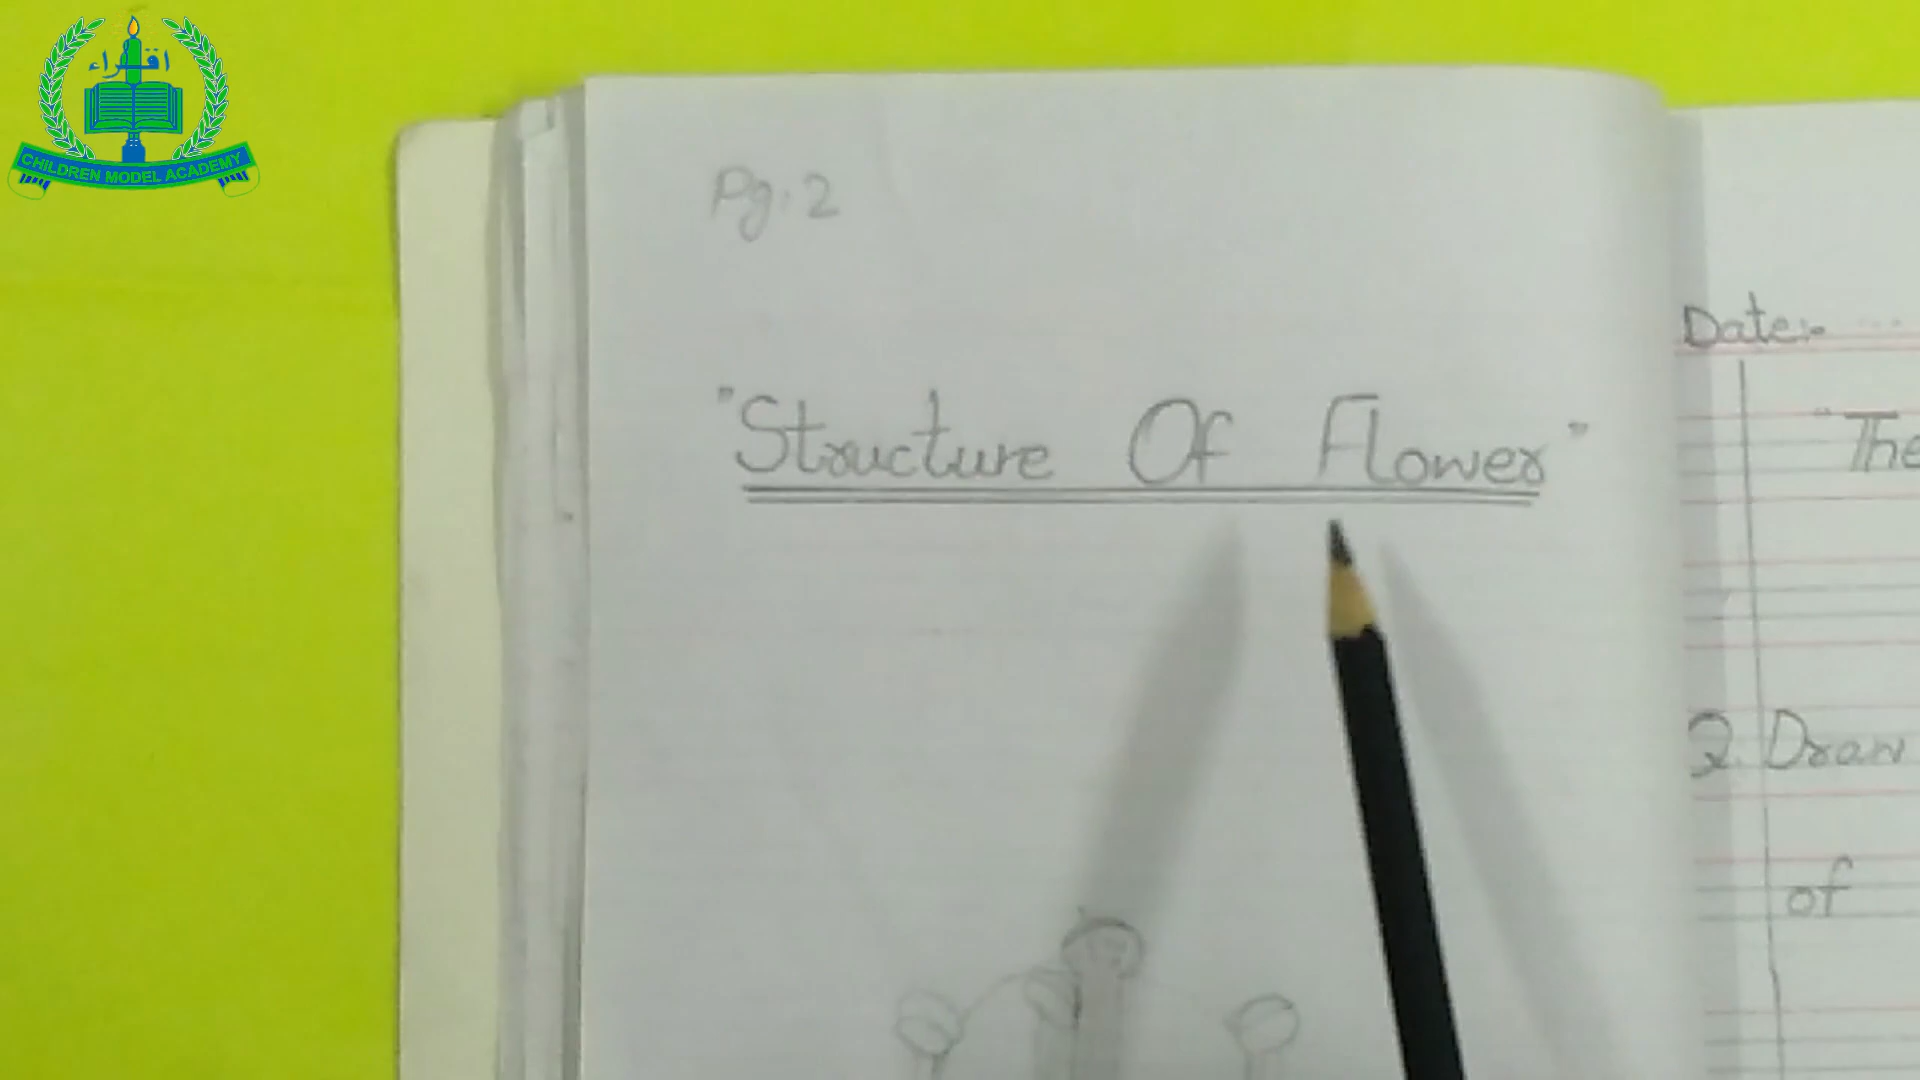 اقراء
CHILDREN MODEL ACADEMY
Pg:2
"Structure Of Flower"
Date:-
"The
2. Draw
of